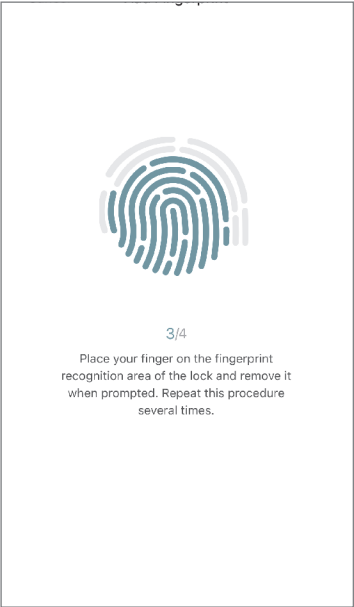 3/4
Place your finger on the fingerprint
recognition area of the lock and remove it
when prompted. Repeat this procedure
several times.